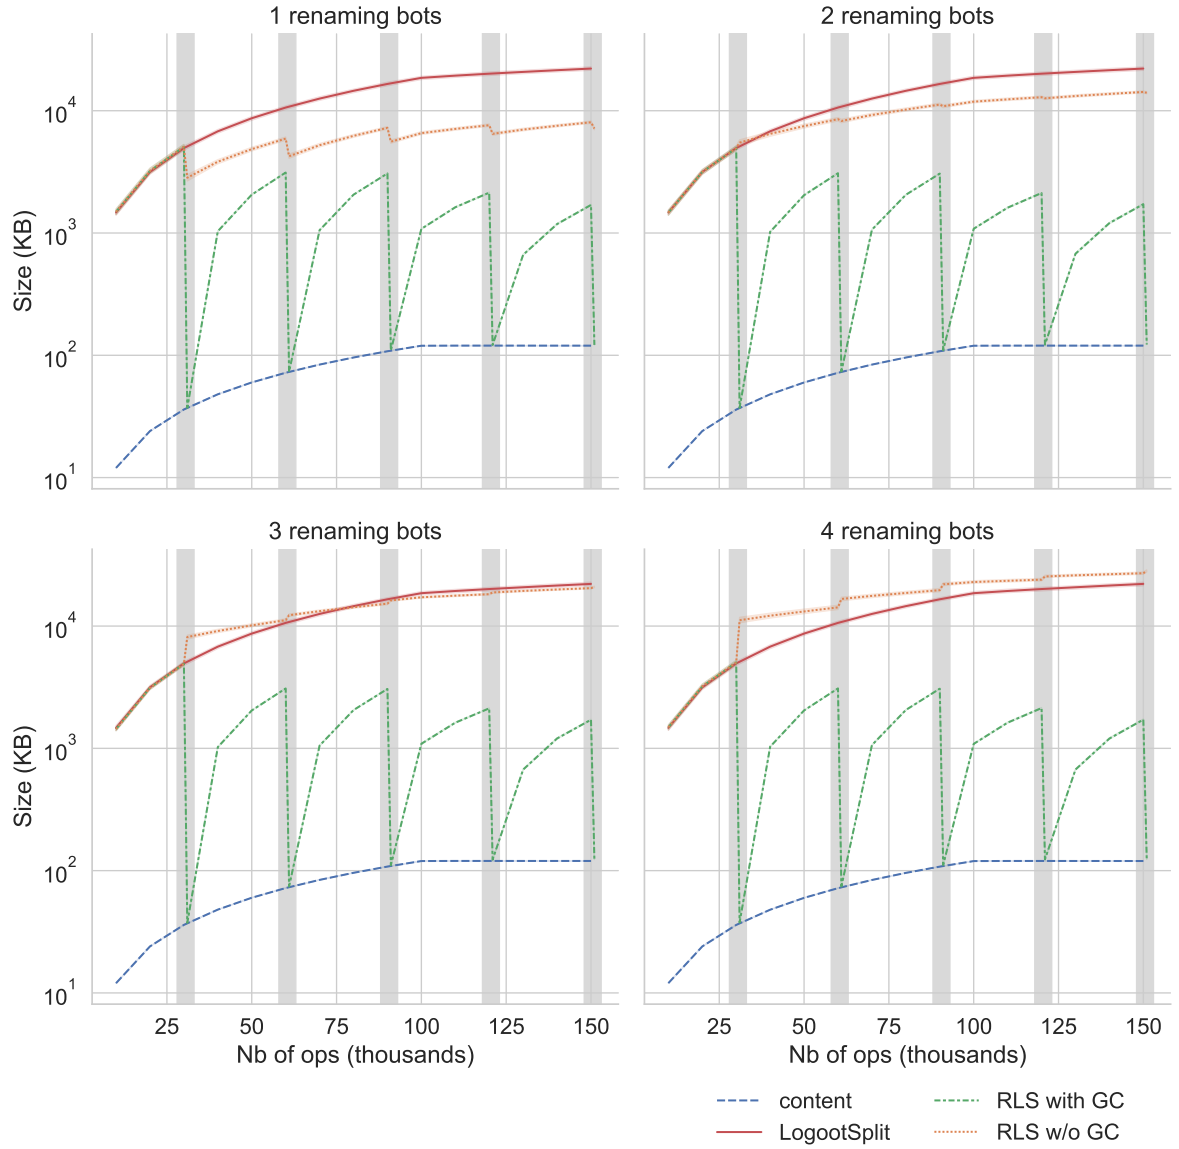 1 renaming bots
2 renaming bots
Size (KB)
10^4
10^3
10^2
10^1
3 renaming bots
4 renaming bots
Size (KB)
10^4
10^3
10^2
10^1
25 50 75 100 125 150
25 50 75 100 125 150
Nb of ops (thousands)
Nb of ops (thousands)
content
RLS with GC
LogootSplit
RLS w/o GC